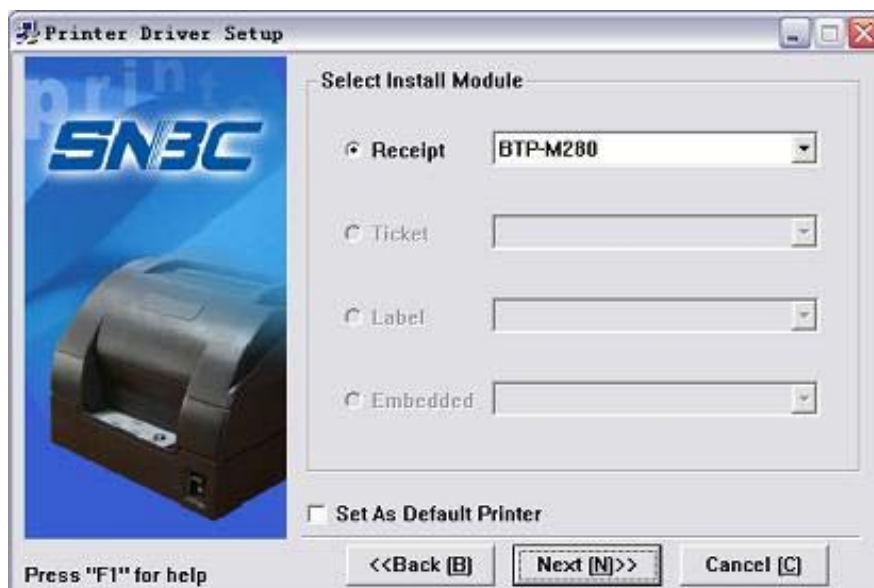 Printer Driver Setup
print
SNBC
Select Install Module
Receipt BTP-M280
Ticket
Label
Embedded
Set As Default Printer
Press "F1" for help
<<Back (B) Next (N)>> Cancel (C)